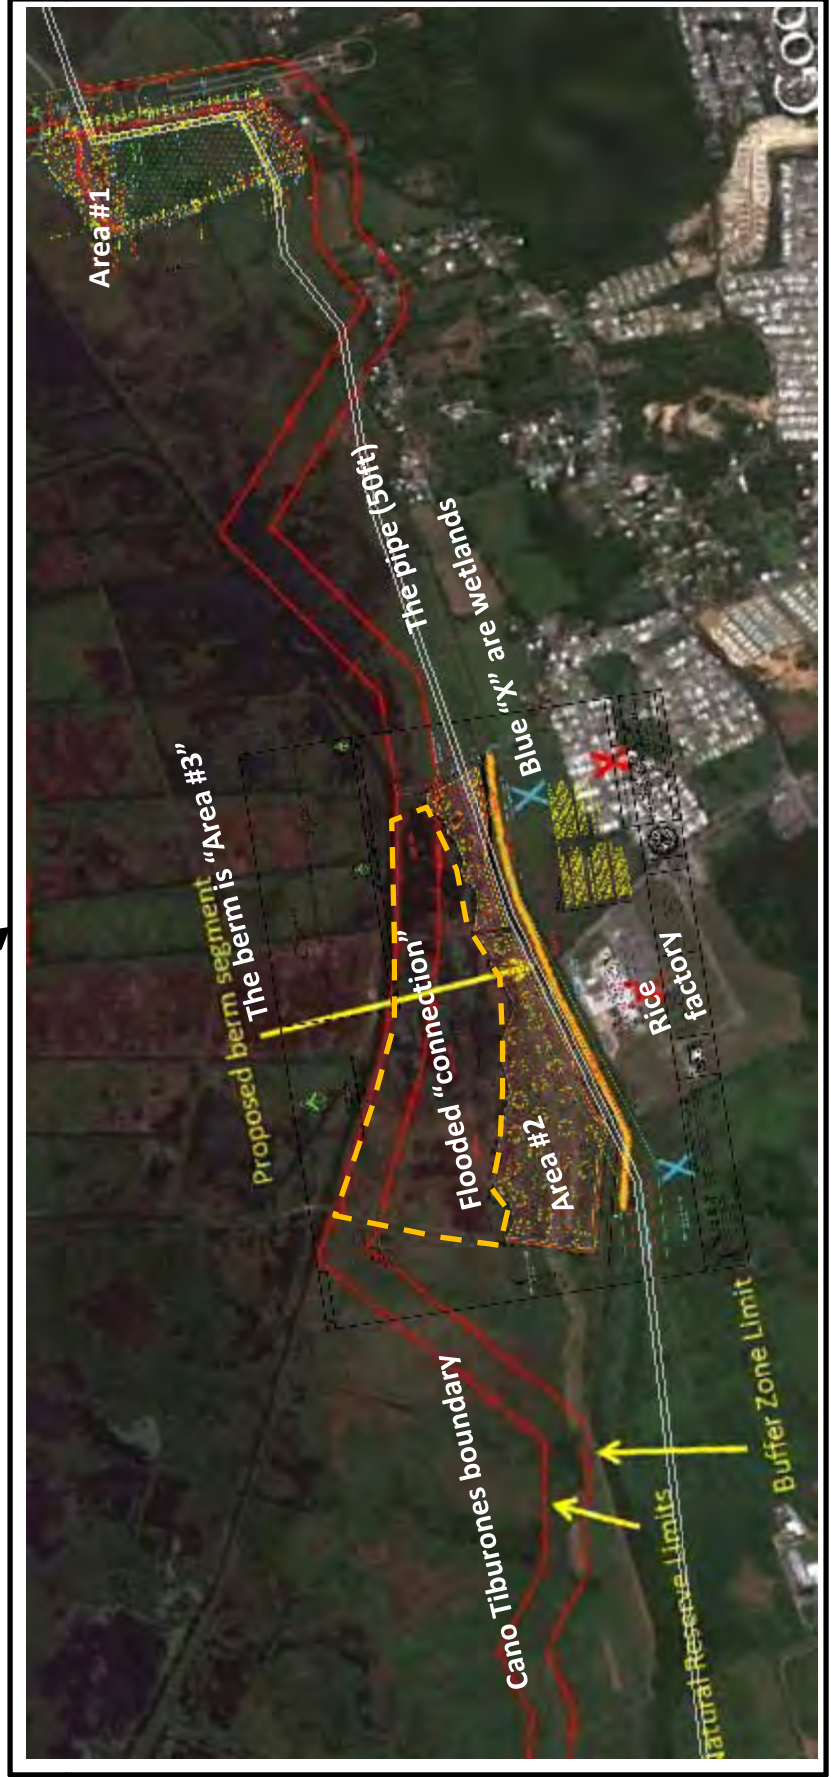 Goo
Area #1
The pipe (50ft)
Blue “X” are wetlands
The berm is “Area #3”
Proposed berm segment
Flooded “connection”
Rice
factory
Area #2
Cano Tiburones boundary
Buffer Zone Limit
Natural Reserve Limits